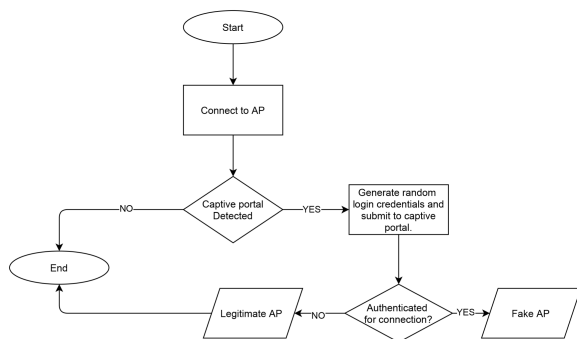 Start
Connect to AP
Captive portal
Detected
NO
YES
Generate random
login credentials and
submit to captive
portal.
End
Legitimate AP
NO
Authenticated
for connection?
YES
Fake AP